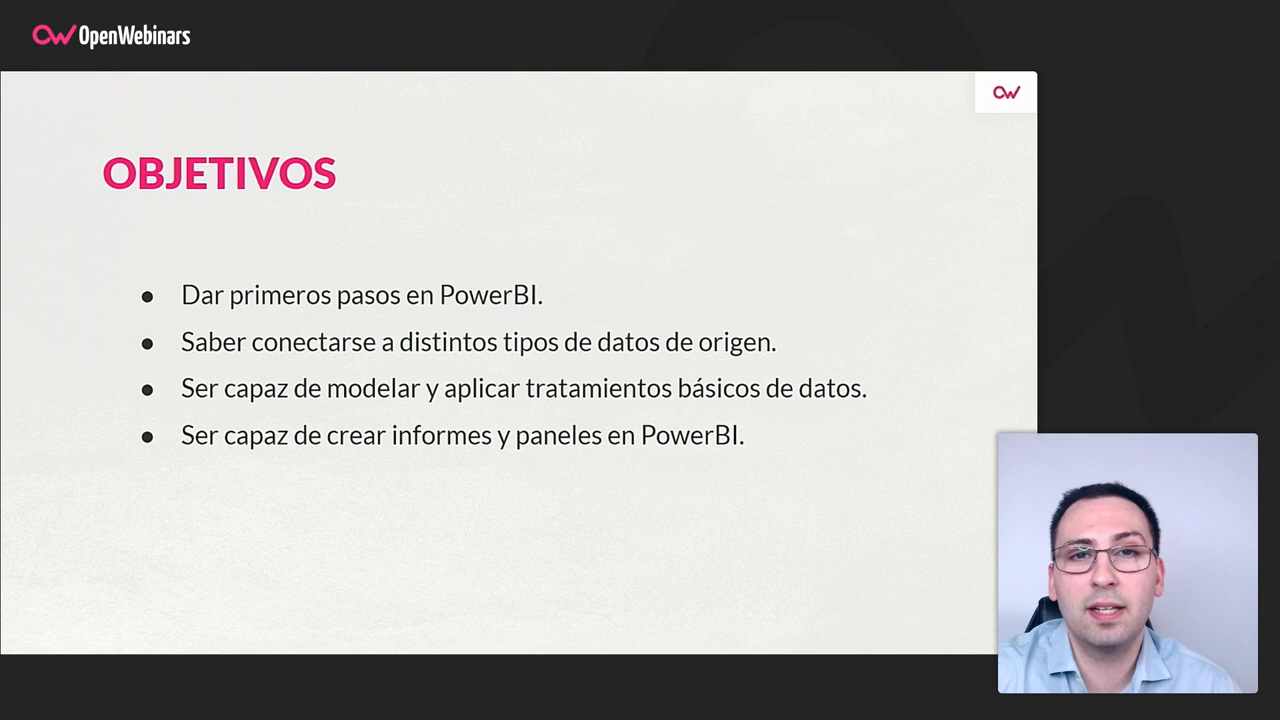 OpenWebinars
OBJETIVOS
● Dar primeros pasos en PowerBI.
● Saber conectarse a distintos tipos de datos de origen.
● Ser capaz de modelar y aplicar tratamientos básicos de datos.
● Ser capaz de crear informes y paneles en PowerBI.